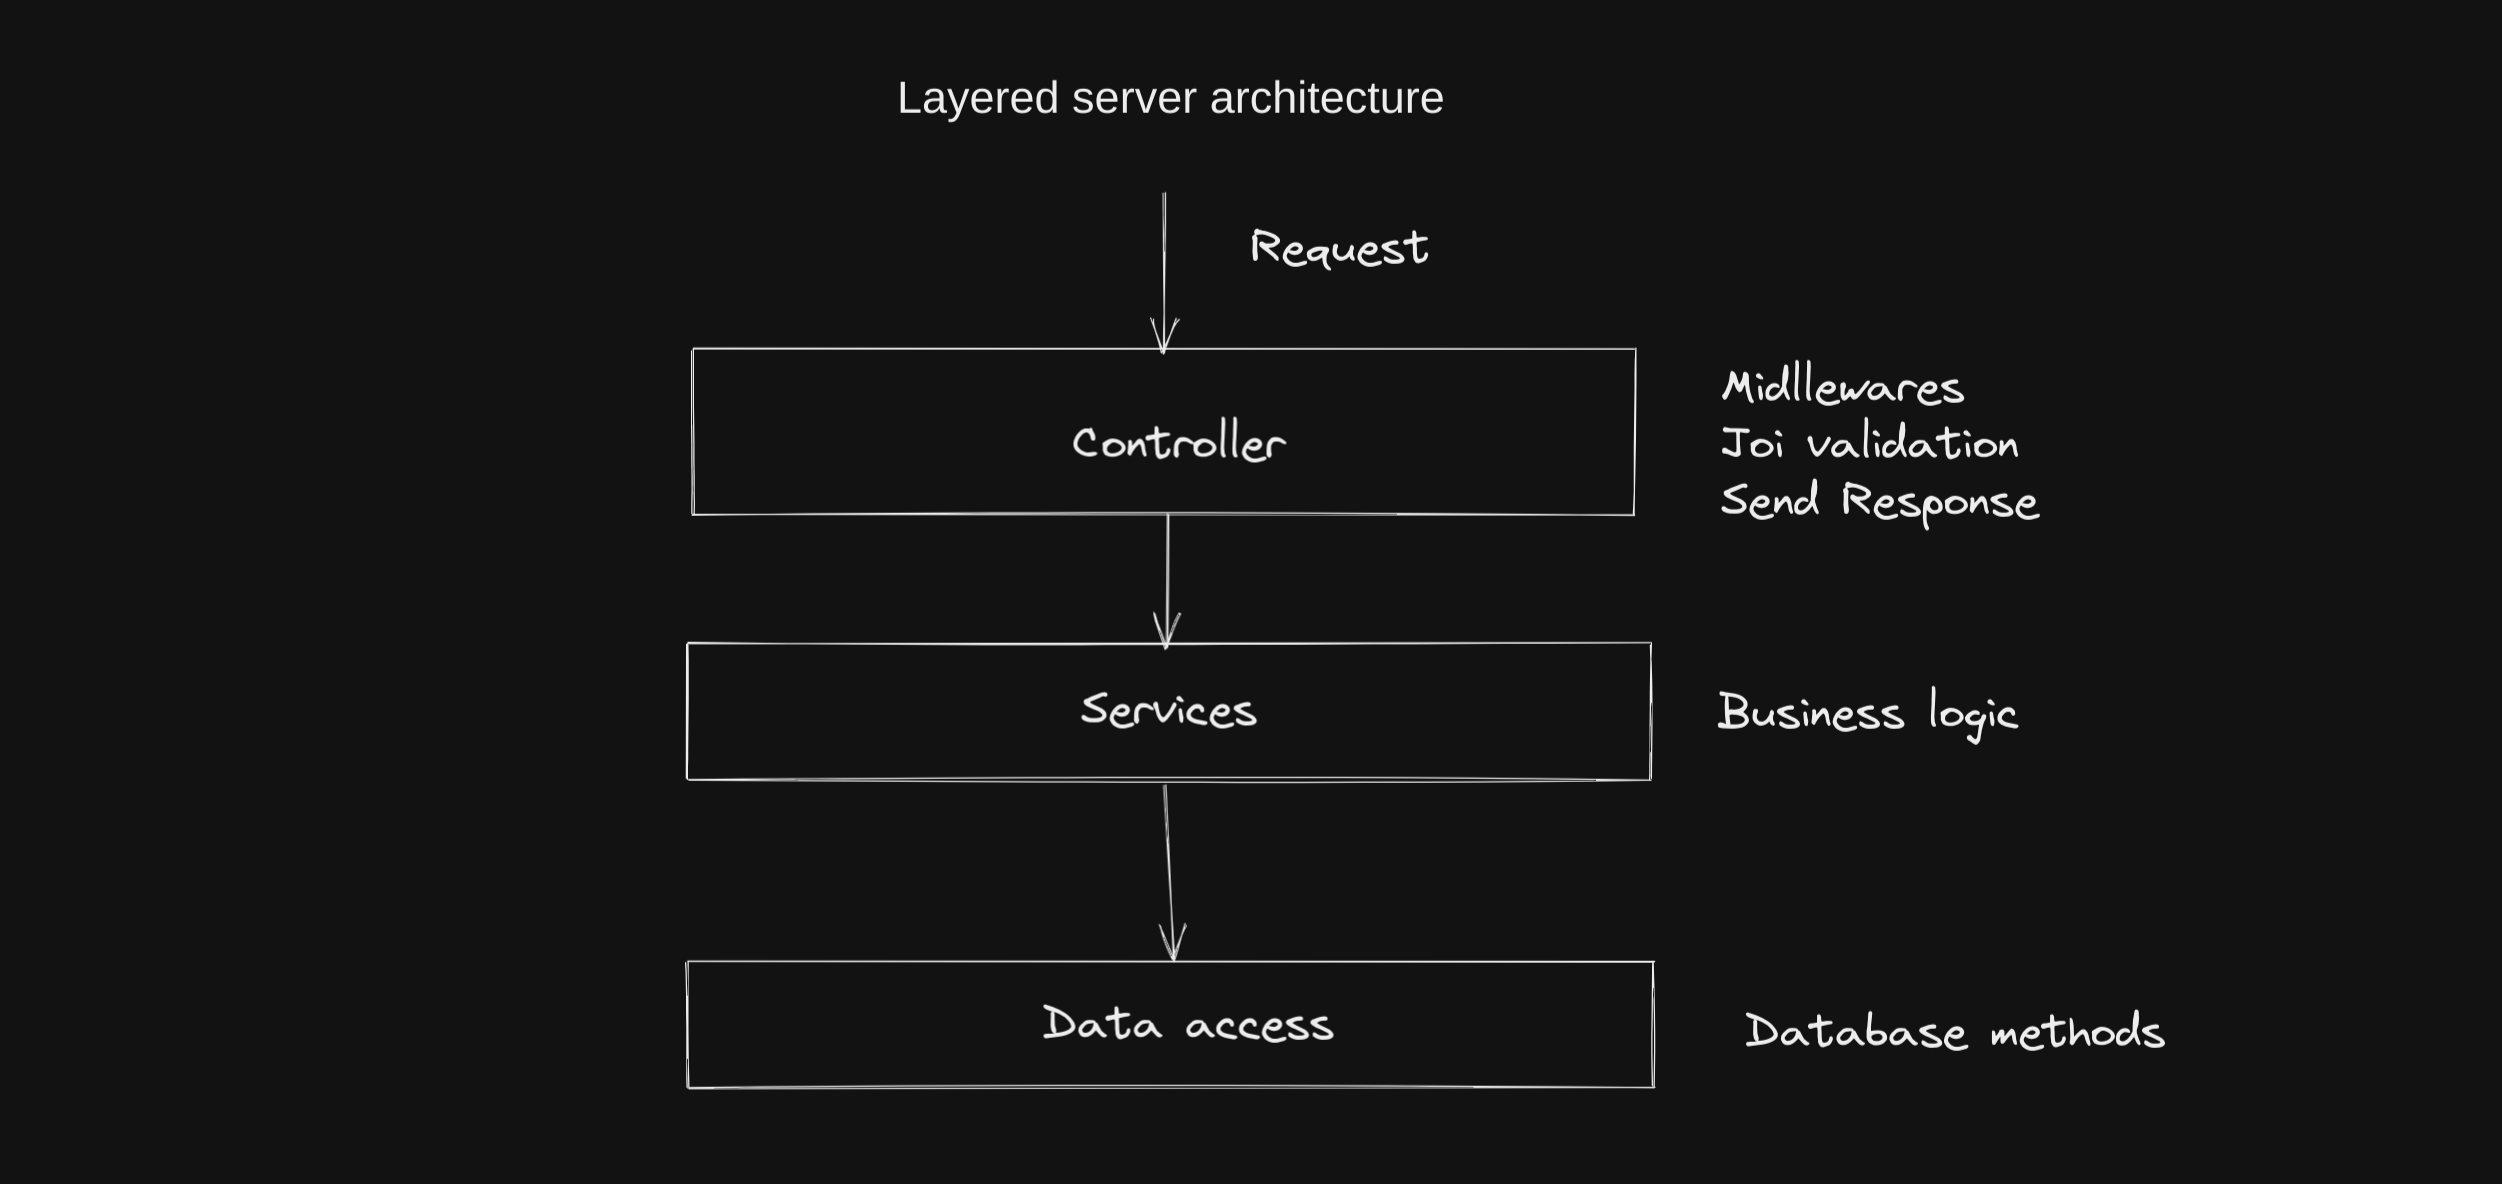 Layered server architecture
Request
Controller
Midllewares
Joi validation
Send Response
Services
Business logic
Data access
Database methods